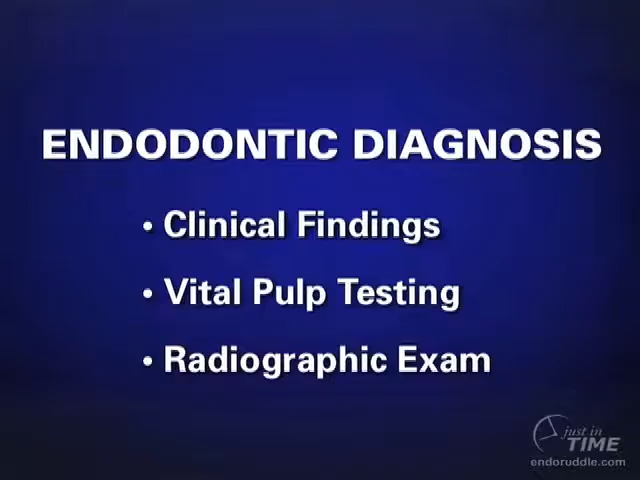 ENDODONTIC DIAGNOSIS
• Clinical Findings
• Vital Pulp Testing
• Radiographic Exam
just in
TIME
endoruddle.com